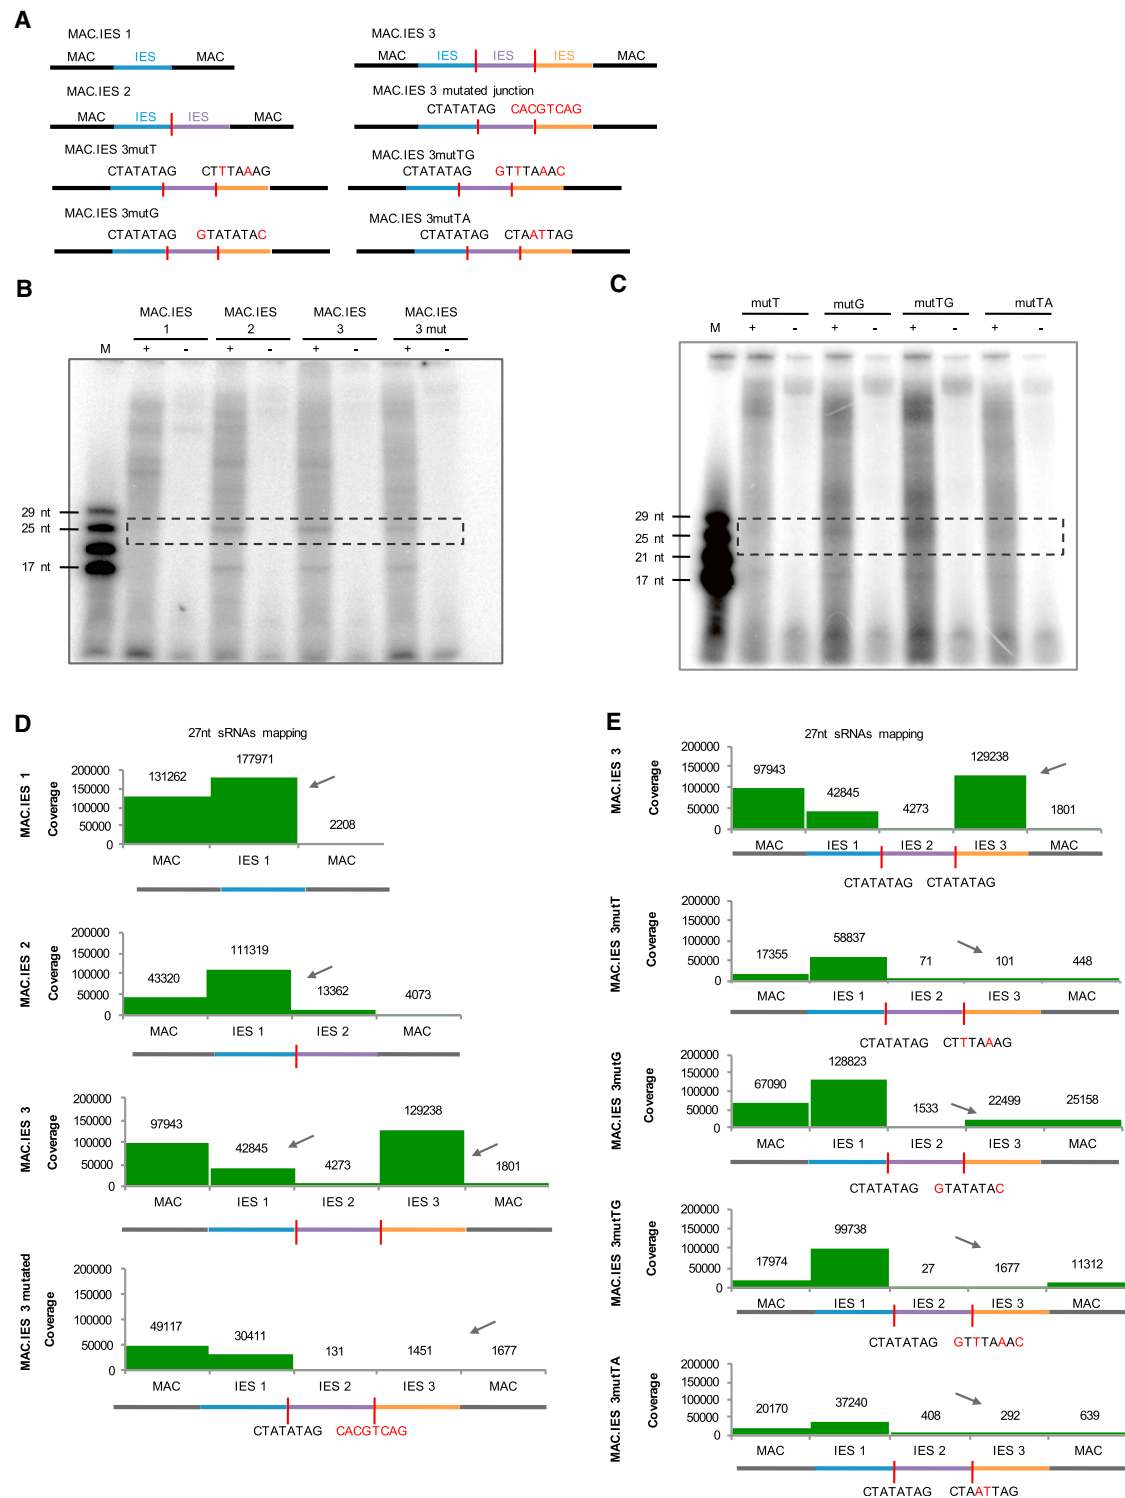 A
MAC.IES 1
MAC IES MAC
MAC.IES 2
MAC IES IES MAC
MAC.IES 3mutT
CTATATAG CTTTAAAG
MAC.IES 3mutG
CTATATAG GTATATAC
MAC.IES 3
MAC IES IES IES MAC
MAC.IES 3 mutated junction
CTATATAG CACGTCAG
MAC.IES 3mutTG
CTATATAG GTTTAAAC
MAC.IES 3mutTA
CTATATAG CTAATTAG
B
MAC.IES 1 MAC.IES 2 MAC.IES 3 MAC.IES 3 mut
M + - + - + - + -
29 nt
25 nt
17 nt
C
mutT mutG mutTG mutTA
M + - + - + - + -
29 nt
25 nt
21 nt
17 nt
D
27nt sRNAs mapping
MAC.IES 1
Coverage
200000
150000
100000
50000
0
131262 177971 2208
MAC IES 1 MAC
MAC.IES 2
Coverage
200000
150000
100000
50000
0
43320 111319 13362 4073
MAC IES 1 IES 2 MAC
MAC.IES 3
Coverage
200000
150000
100000
50000
0
97943 42845 4273 129238 1801
MAC IES 1 IES 2 IES 3 MAC
MAC.IES 3 mutated
Coverage
200000
150000
100000
50000
0
49117 30411 131 1451 1677
MAC IES 1 IES 2 IES 3 MAC
CTATATAG CACGTCAG
E
27nt sRNAs mapping
MAC.IES 3
Coverage
200000
150000
100000
50000
0
97943 42845 4273 129238 1801
MAC IES 1 IES 2 IES 3 MAC
CTATATAG CTATATAG
MAC.IES 3mutT
Coverage
200000
150000
100000
50000
0
17355 58837 71 101 448
MAC IES 1 IES 2 IES 3 MAC
CTATATAG CTTTAAAG
MAC.IES 3mutG
Coverage
200000
150000
100000
50000
0
67090 128823 1533 22499 25158
MAC IES 1 IES 2 IES 3 MAC
CTATATAG GTATATAC
MAC.IES 3mutTG
Coverage
200000
150000
100000
50000
0
17974 99738 27 1677 11312
MAC IES 1 IES 2 IES 3 MAC
CTATATAG GTTTAAAC
MAC.IES 3mutTA
Coverage
200000
150000
100000
50000
0
20170 37240 408 292 639
MAC IES 1 IES 2 IES 3 MAC
CTATATAG CTAATTAG